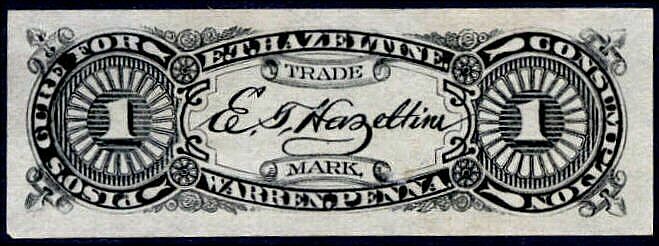 PISO'S CURE FOR
1
E.T. HAZELTINE
TRADE
E. T. Hazeltine
MARK.
WARREN. PENNA.
CONSUMPTION
1